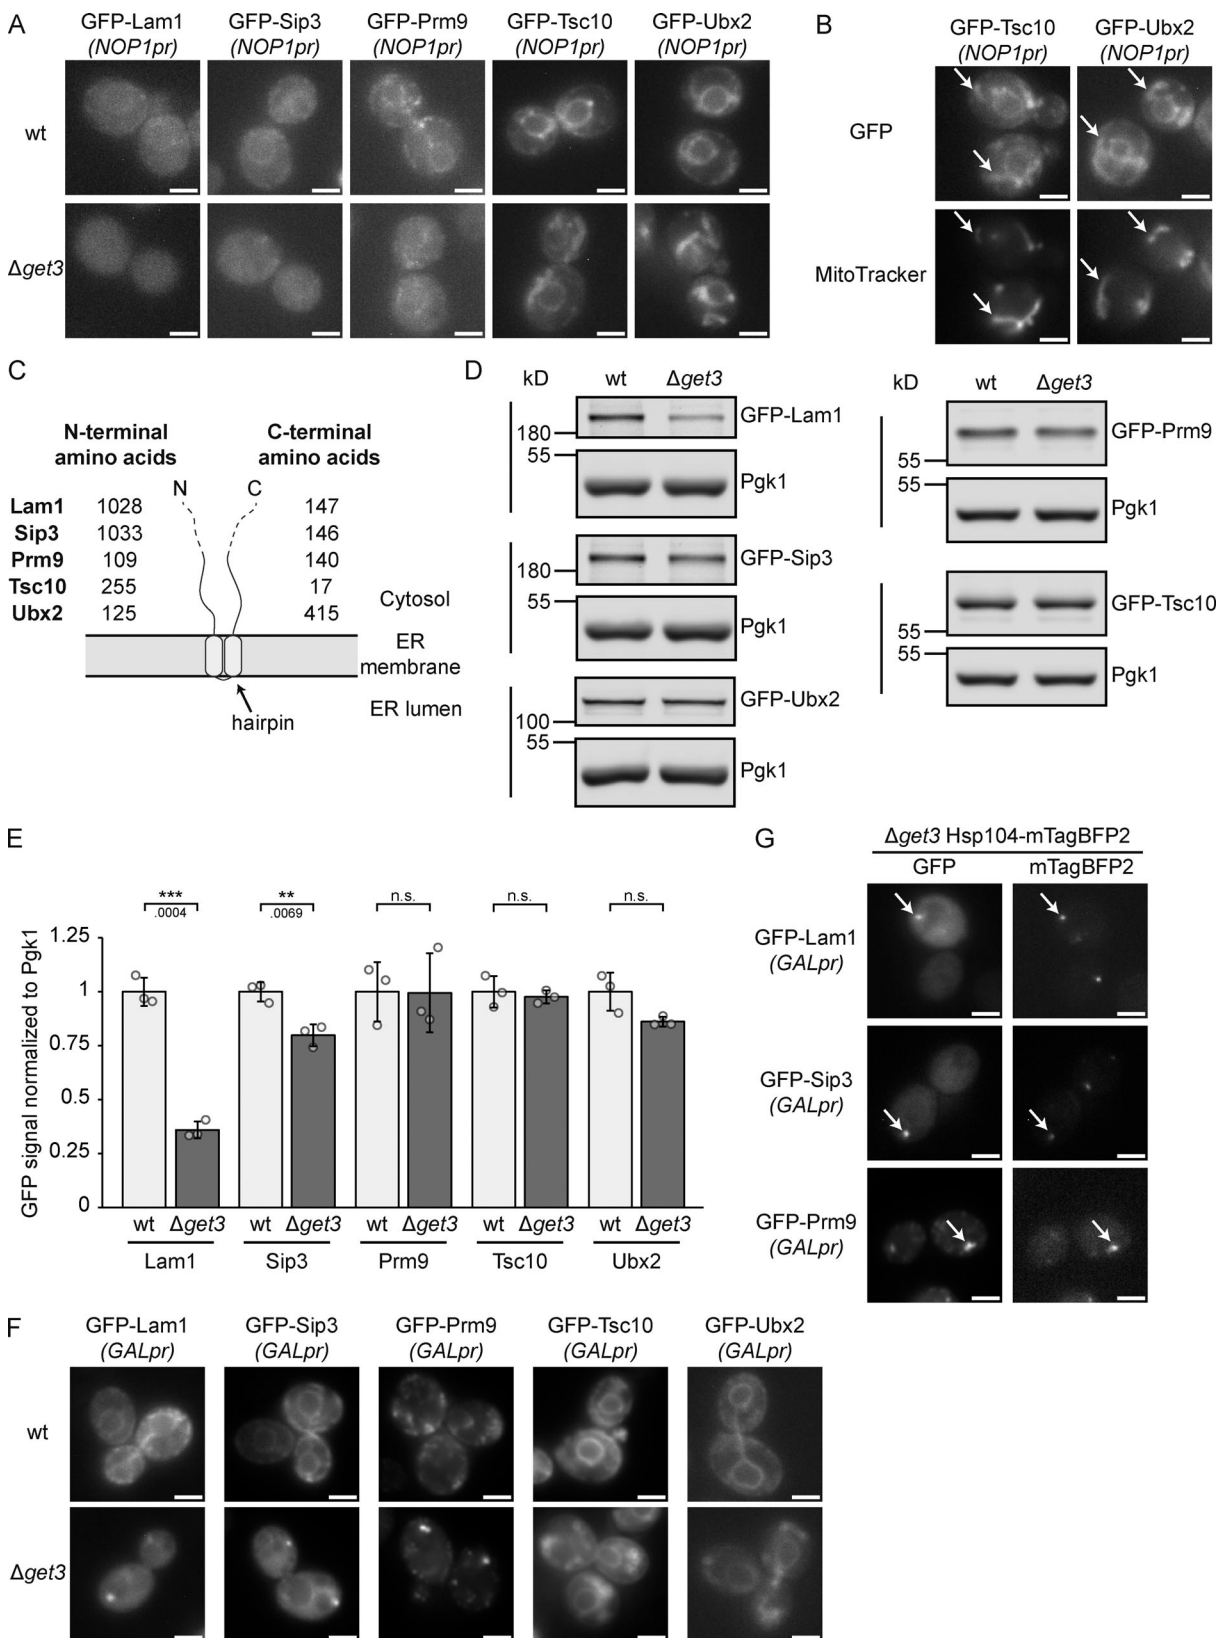 A
GFP-Lam1 GFP-Sip3 GFP-Prm9 GFP-Tsc10 GFP-Ubx2
(NOP1pr) (NOP1pr) (NOP1pr) (NOP1pr) (NOP1pr)
wt
Δget3
B
GFP-Tsc10 GFP-Ubx2
(NOP1pr) (NOP1pr)
GFP
MitoTracker
C
N-terminal C-terminal
amino acids amino acids
N C
Lam1 1028 147
Sip3 1033 146
Prm9 109 140
Tsc10 255 17
Ubx2 125 415
Cytosol
ER
membrane
ER lumen
hairpin
D
kD wt Δget3
GFP-Lam1
180
55
Pgk1
GFP-Sip3
180
55
Pgk1
GFP-Ubx2
100
55
Pgk1
kD wt Δget3
GFP-Prm9
55
55
Pgk1
GFP-Tsc10
55
55
Pgk1
E
*** ** n.s. n.s. n.s.
.0004 .0069
GFP signal normalized to Pgk1
1.25
1
0.75
0.5
0.25
0
wt Δget3 wt Δget3 wt Δget3 wt Δget3 wt Δget3
Lam1 Sip3 Prm9 Tsc10 Ubx2
G
Δget3 Hsp104-mTagBFP2
GFP mTagBFP2
GFP-Lam1
(GALpr)
GFP-Sip3
(GALpr)
GFP-Prm9
(GALpr)
F
GFP-Lam1 GFP-Sip3 GFP-Prm9 GFP-Tsc10 GFP-Ubx2
(GALpr) (GALpr) (GALpr) (GALpr) (GALpr)
wt
Δget3